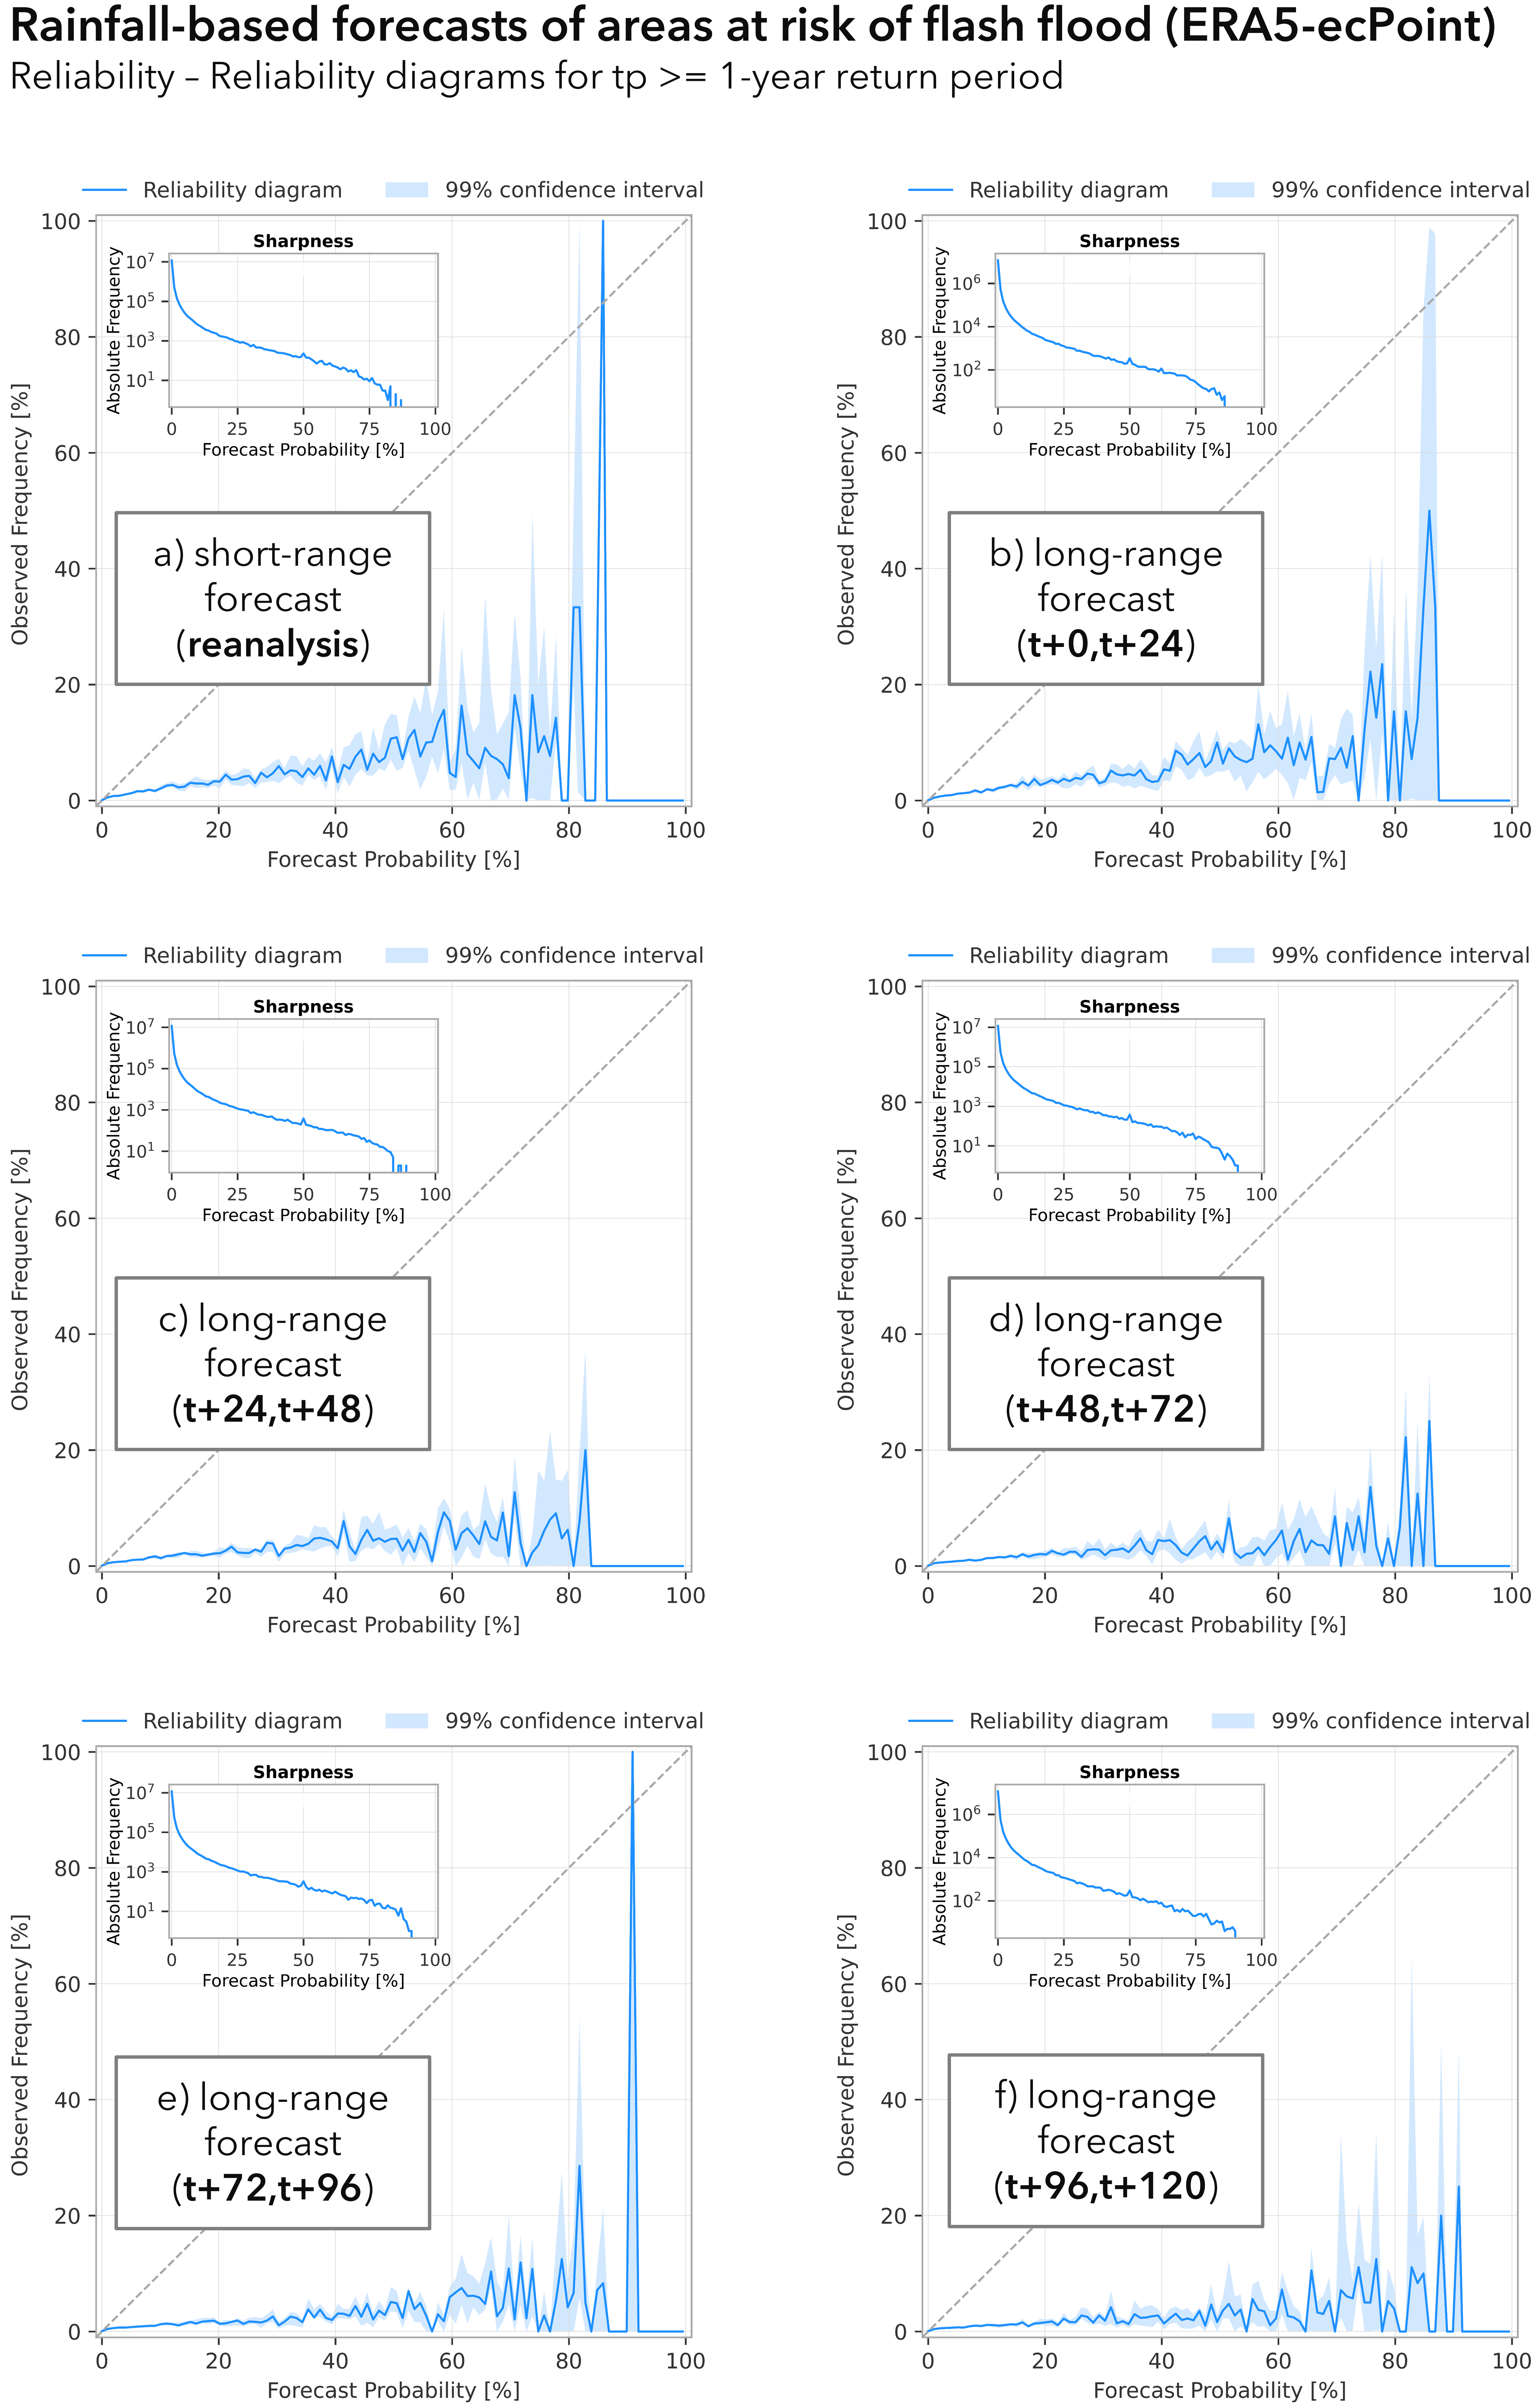 Rainfall-based forecasts of areas at risk of flash flood (ERA5-ecPoint)
Reliability – Reliability diagrams for tp >= 1-year return period
Reliability diagram 99% confidence interval
Observed Frequency [%]
100
80
60
40
20
0
Sharpness
Absolute Frequency
10⁷
10⁵
10³
10¹
0 25 50 75 100
Forecast Probability [%]
a) short-range
forecast
(reanalysis)
0 20 40 60 80 100
Forecast Probability [%]
Reliability diagram 99% confidence interval
Observed Frequency [%]
100
80
60
40
20
0
Sharpness
Absolute Frequency
10⁶
10⁴
10²
0 25 50 75 100
Forecast Probability [%]
b) long-range
forecast
(t+0,t+24)
0 20 40 60 80 100
Forecast Probability [%]
Reliability diagram 99% confidence interval
Observed Frequency [%]
100
80
60
40
20
0
Sharpness
Absolute Frequency
10⁷
10⁵
10³
10¹
0 25 50 75 100
Forecast Probability [%]
c) long-range
forecast
(t+24,t+48)
0 20 40 60 80 100
Forecast Probability [%]
Reliability diagram 99% confidence interval
Observed Frequency [%]
100
80
60
40
20
0
Sharpness
Absolute Frequency
10⁷
10⁵
10³
10¹
0 25 50 75 100
Forecast Probability [%]
d) long-range
forecast
(t+48,t+72)
0 20 40 60 80 100
Forecast Probability [%]
Reliability diagram 99% confidence interval
Observed Frequency [%]
100
80
60
40
20
0
Sharpness
Absolute Frequency
10⁷
10⁵
10³
10¹
0 25 50 75 100
Forecast Probability [%]
e) long-range
forecast
(t+72,t+96)
0 20 40 60 80 100
Forecast Probability [%]
Reliability diagram 99% confidence interval
Observed Frequency [%]
100
80
60
40
20
0
Sharpness
Absolute Frequency
10⁶
10⁴
10²
0 25 50 75 100
Forecast Probability [%]
f) long-range
forecast
(t+96,t+120)
0 20 40 60 80 100
Forecast Probability [%]